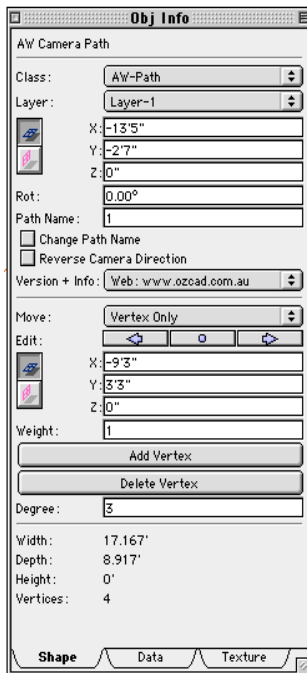 Obj Info
AW Camera Path
Class: AW-Path
Layer: Layer-1
X: -13'5"
Y: -2'7"
Z: 0"
Rot: 0.00°
Path Name: 1
Change Path Name
Reverse Camera Direction
Version + Info: Web: www.ozcad.com.au
Move: Vertex Only
Edit:
X: -9'3"
Y: 3'3"
Z: 0"
Weight: 1
Add Vertex
Delete Vertex
Degree: 3
Width: 17.167'
Depth: 8.917'
Height: 0'
Vertices: 4
Shape Data Texture